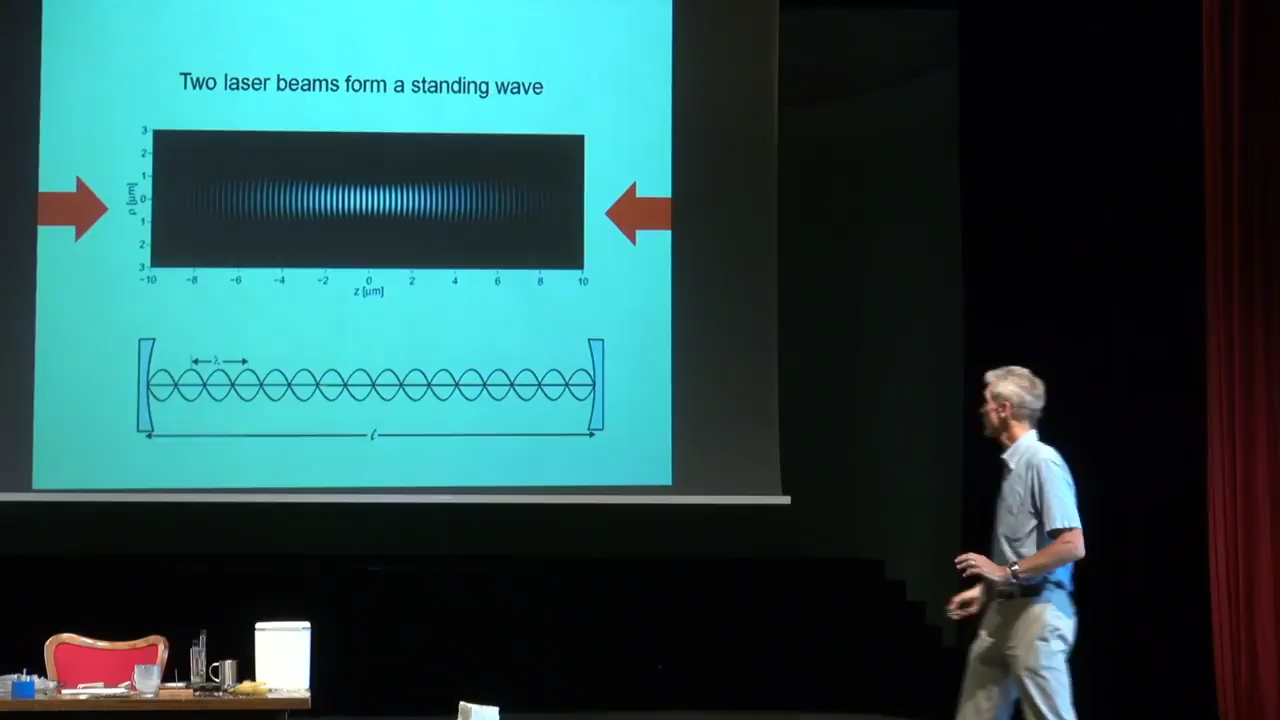 Two laser beams form a standing wave
3
2
1
0
1
2
3
ρ [µm]
−10 −8 −6 −4 −2 0 2 4 6 8 10
z [µm]
λ
ℓ